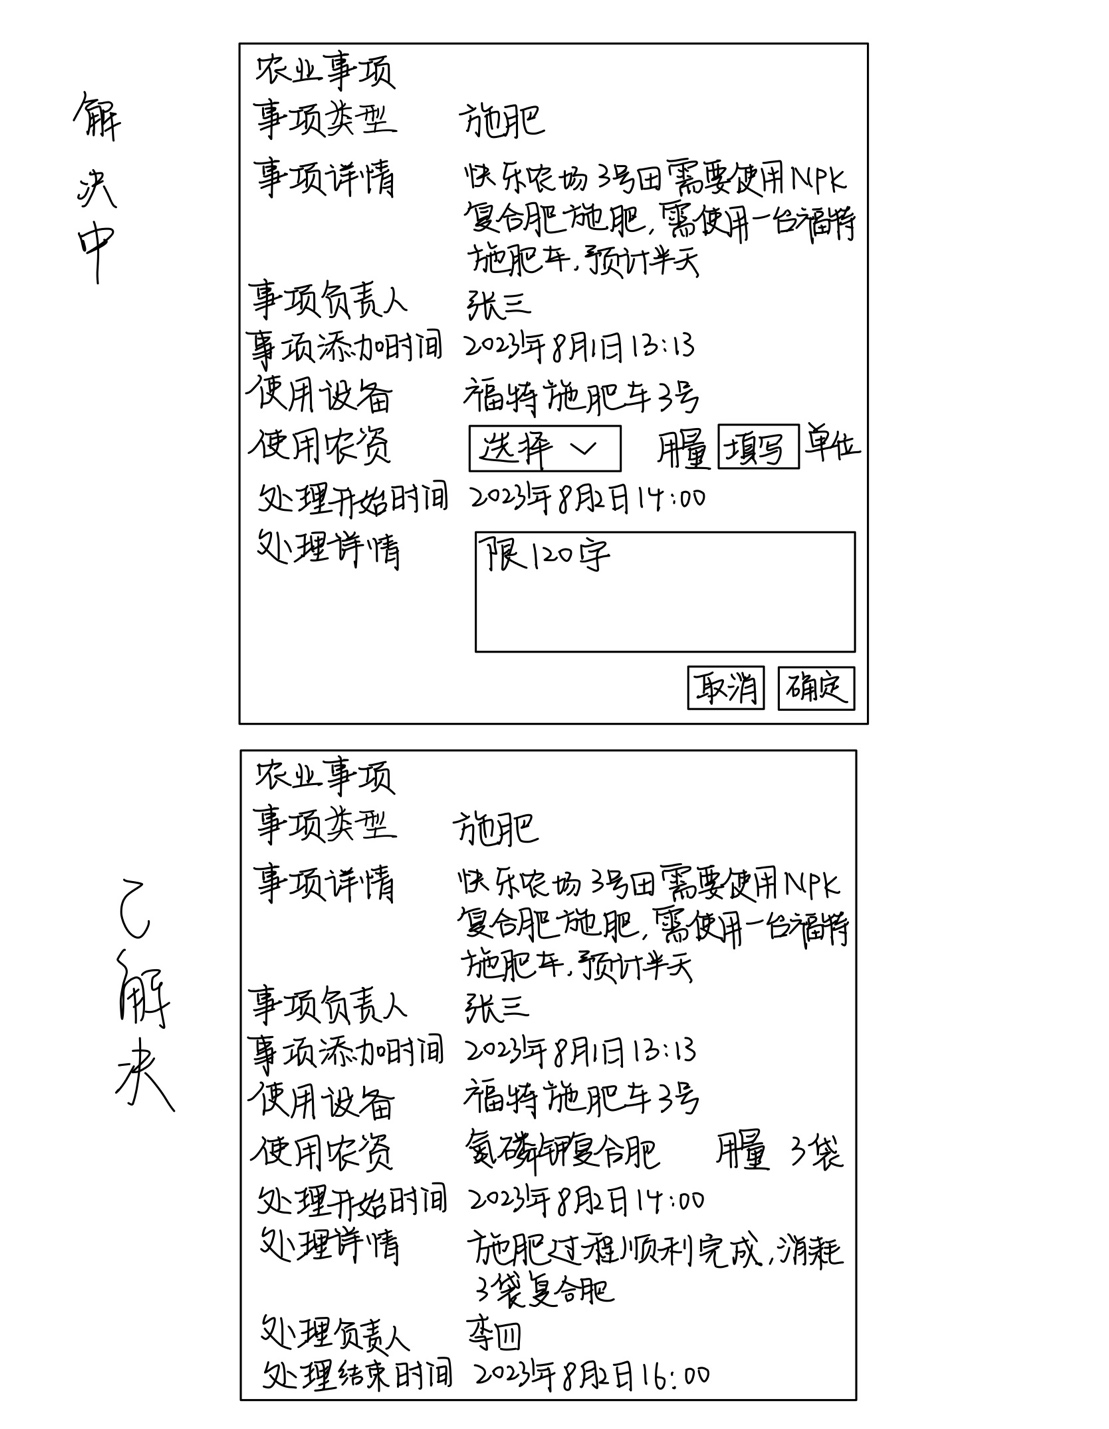 解决中
农业事项
事项类型 施肥
事项详情 快乐农场3号田需要使用NPK
复合肥施肥,需使用一台福特
施肥车,预计半天
事项负责人 张三
事项添加时间 2023年8月1日13:13
使用设备 福特施肥车3号
使用农资 选择 用量 填写 单位
处理开始时间 2023年8月2日14:00
处理详情 限120字
取消 确定
已解决
农业事项
事项类型 施肥
事项详情 快乐农场3号田需要使用NPK
复合肥施肥,需使用一台福特
施肥车,预计半天
事项负责人 张三
事项添加时间 2023年8月1日13:13
使用设备 福特施肥车3号
使用农资 氮磷钾复合肥 用量 3袋
处理开始时间 2023年8月2日14:00
处理详情 施肥过程顺利完成,消耗
3袋复合肥
处理负责人 李四
处理结束时间 2023年8月2日16:00